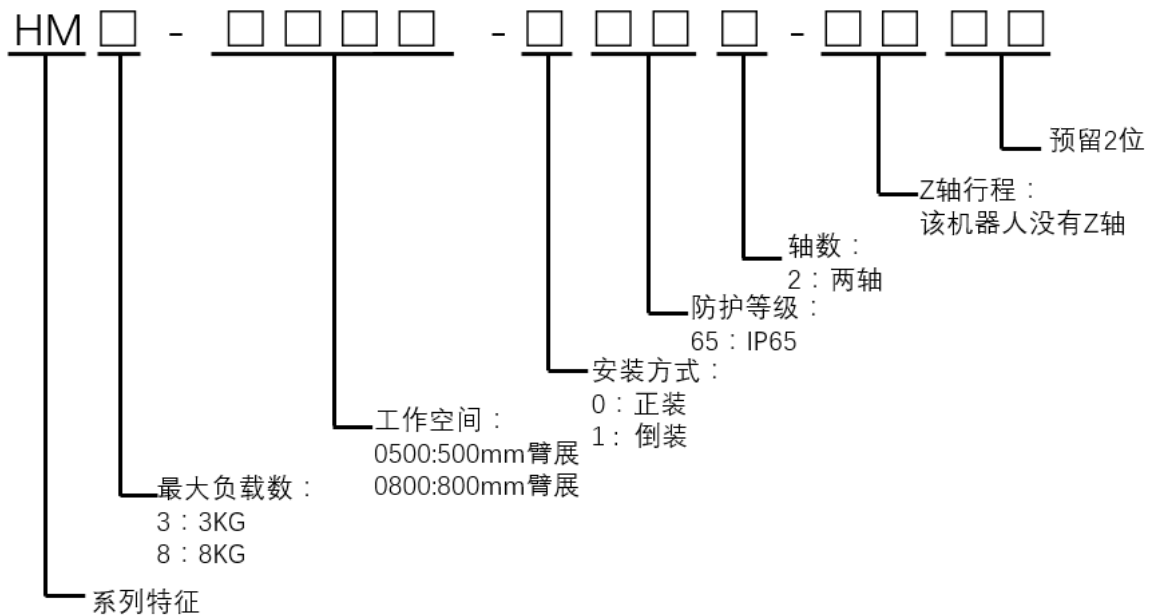 HM□ - □□□□ - □ □□ □ - □□ □□
预留2位
Z轴行程：
该机器人没有Z轴
轴数：
2：两轴
防护等级：
65：IP65
安装方式：
0：正装
1：倒装
工作空间：
0500:500mm臂展
0800:800mm臂展
最大负载数：
3：3KG
8：8KG
系列特征